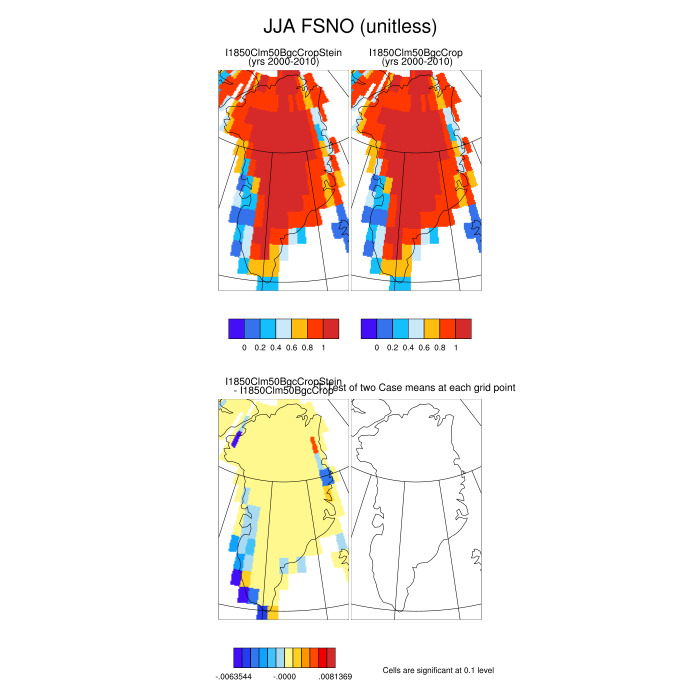 JJA FSNO (unitless)
I1850Clm50BgcCropStein
(yrs 2000-2010)
I1850Clm50BgcCrop
(yrs 2000-2010)
0 0.2 0.4 0.6 0.8 1
0 0.2 0.4 0.6 0.8 1
I1850Clm50BgcCropStein
- I1850Clm50BgcCrop
of two Case means at each grid point
-.0063544 -.0000 .0081369
Cells are significant at 0.1 level